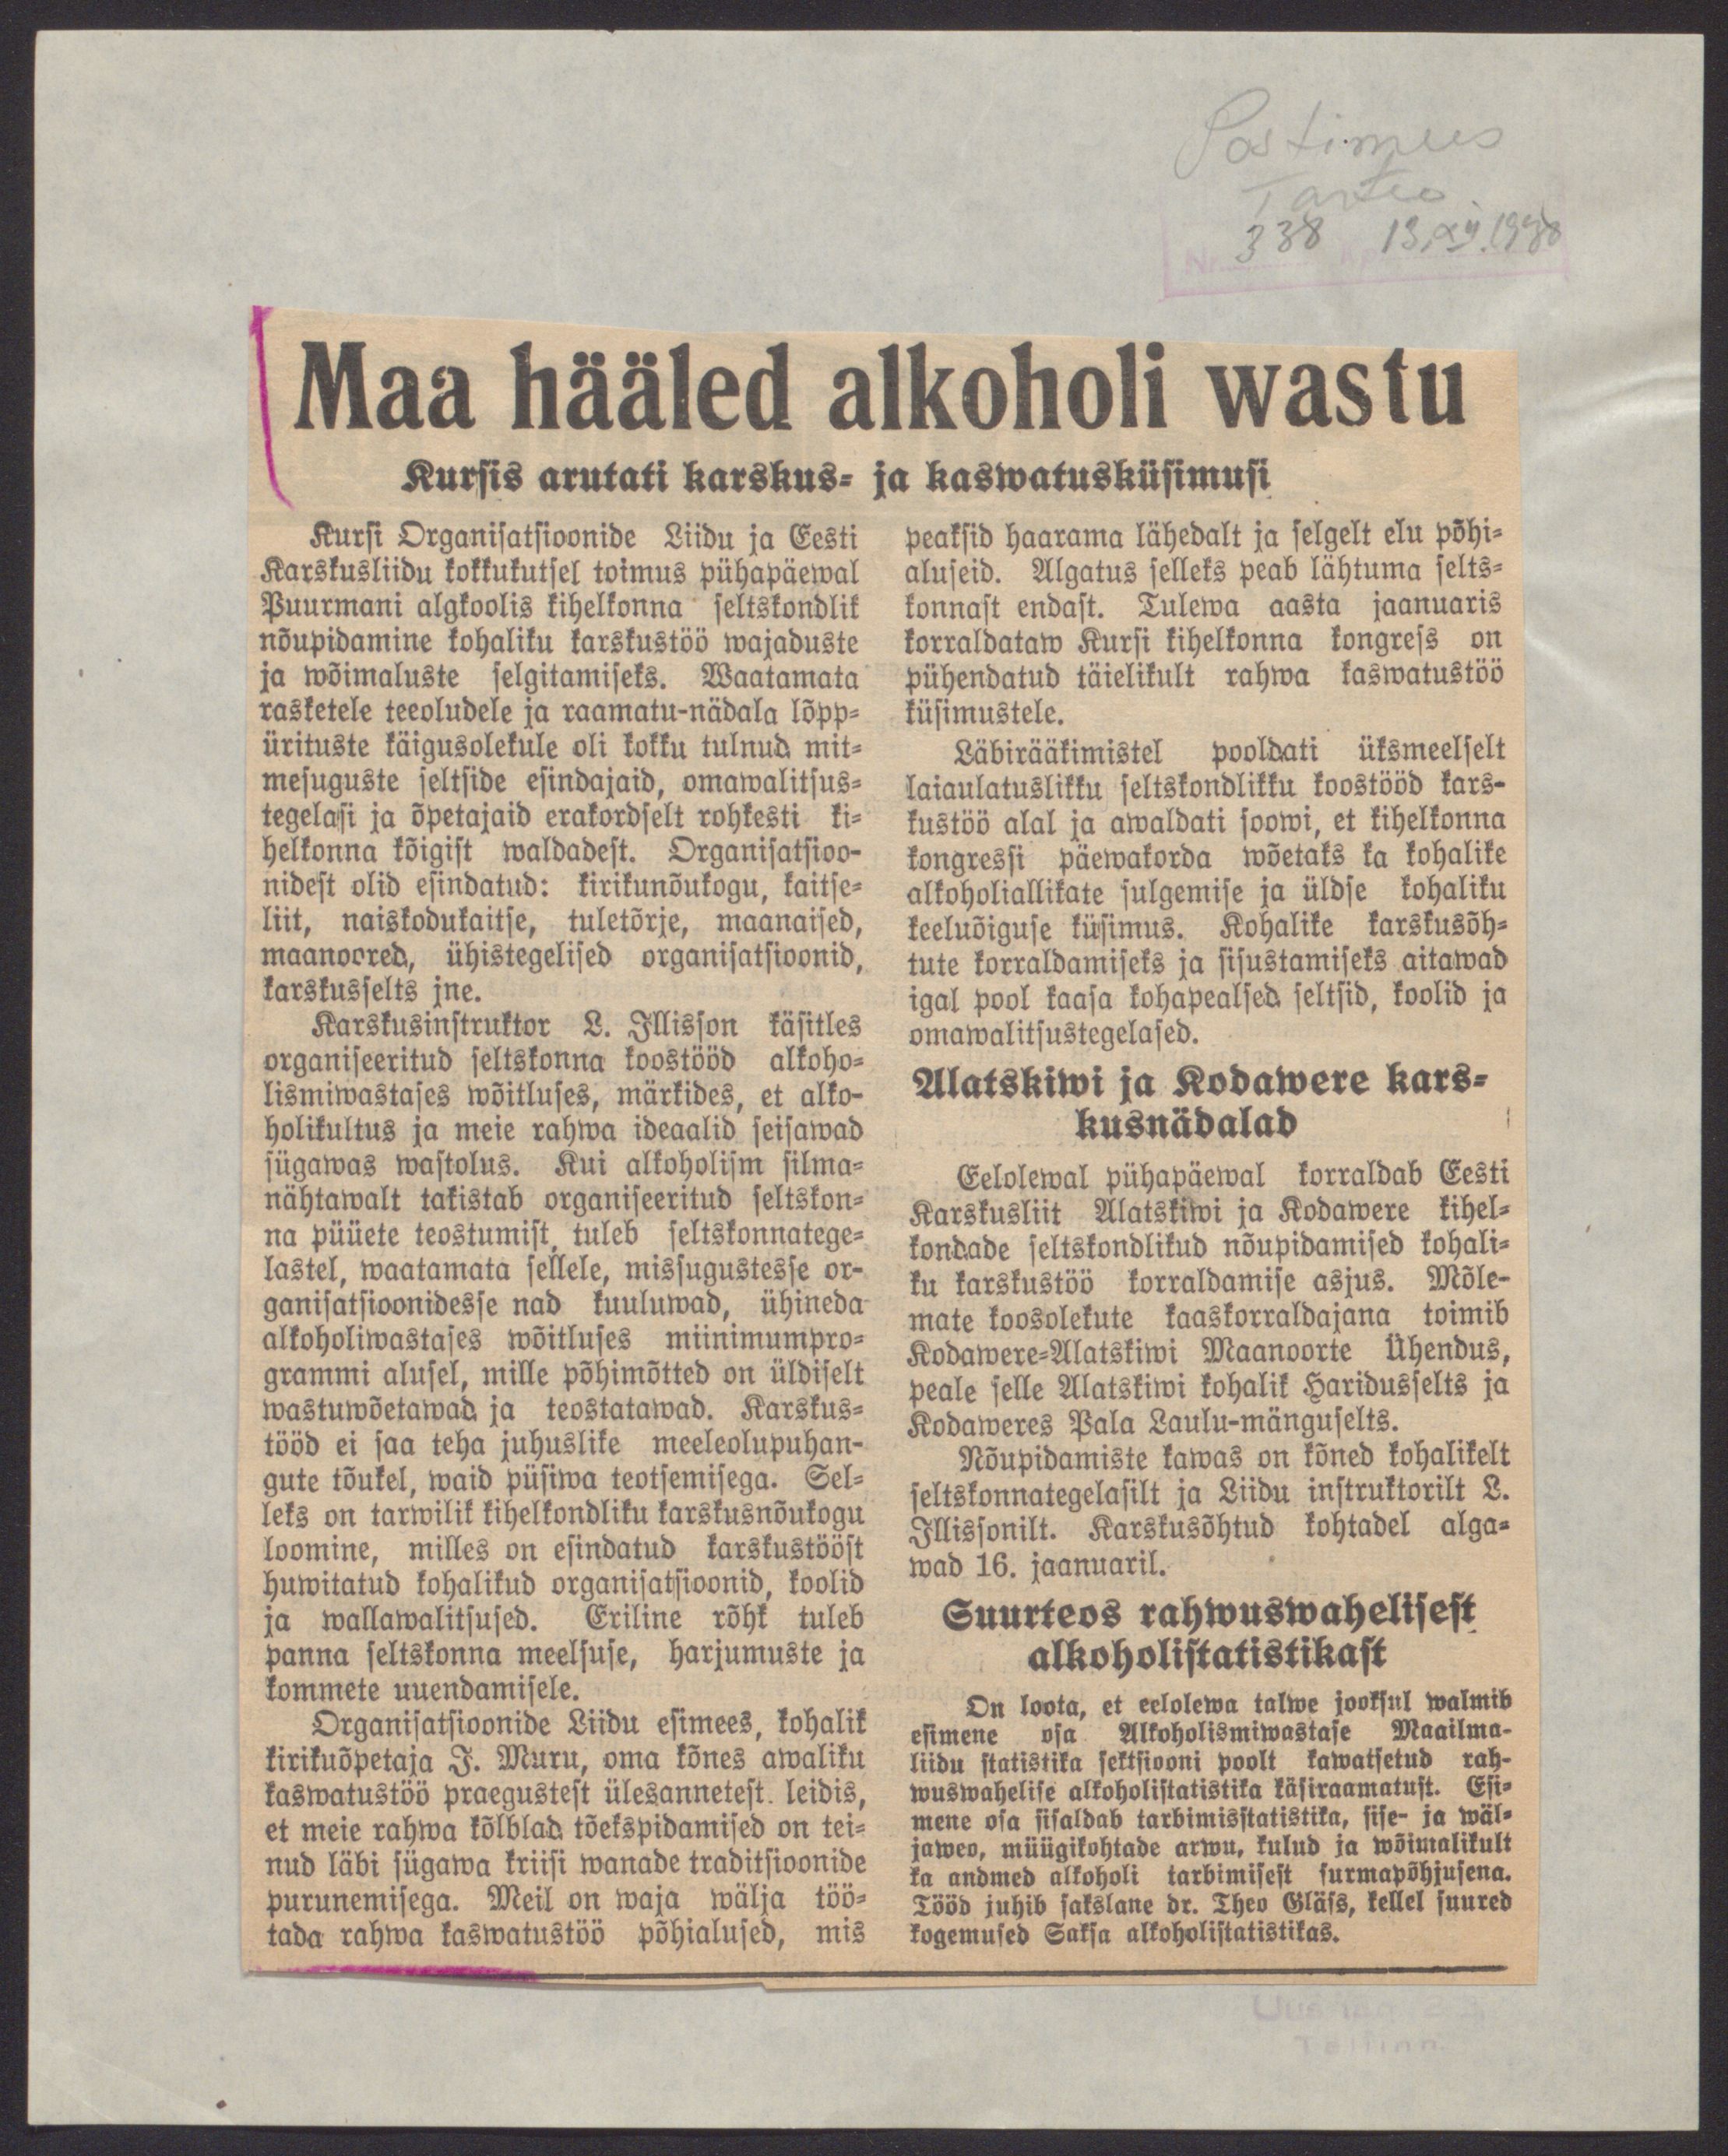 Postimees
Tartu
338 13.XII.1938
Maa hääled alkoholi wastu
Kursis arutati karskus- ja kaswatusküsimusi
Kursi Organisatsioonide Liidu ja Eesti
Karskusliidu kokkukutsel toimus pühapäewal
Puurmani algkoolis kihelkonna seltskondlik
nõupidamine kohaliku karskustöö wajaduste
ja wõimaluste selgitamiseks. Waatamata
rasketele teeoludele ja raamatu-nädala lõpp-
ürituste käigusolekule oli kokku tulnud mit-
mesuguste seltside esindajaid, omawalitsus-
tegelasi ja õpetajaid erakordselt rohkesti ki-
helkonna kõigist waldadest. Organisatsioo-
nidest olid esindatud: kirikunõukogu, kaitse-
liit, naiskodukaitse, tuletõrje, maanaised,
maanoored, ühistegelised organisatsioonid,
karskusselts jne.
Karskusinstruktor L. Illisson käsitles
organiseeritud seltskonna koostööd alkoho-
lismiwastases wõitluses, märkides, et alko-
holikultus ja meie rahwa ideaalid seisawad
sügawas wastolus. Kui alkoholism silma-
nähtawalt takistab organiseeritud seltskon-
na püüete teostumist, tuleb seltskonnatege-
lastel, waatamata sellele, missugustesse or-
ganisatsioonidesse nad kuuluwad, ühineda
alkoholiwastases wõitluses miinimumpro-
grammi alusel, mille põhimõtted on üldiselt
wastuwõetawad ja teostatawad. Karskus-
tööd ei saa teha juhuslike meeleolupuhan-
gute tõukel, waid püsiwa teotsemisega. Sel-
leks on tarwilik kihelkondliku karskusnõukogu
loomine, milles on esindatud karskustööst
huwitatud kohalikud organisatsioonid, koolid
ja wallawalitsused. Eriline rõhk tuleb
panna seltskonna meelsuse, harjumuste ja
kommete uuendamisele.
Organisatsioonide Liidu esimees, kohalik
kirikuõpetaja J. Muru, oma kõnes awaliku
kaswatustöö praegustest ülesannetest leidis,
et meie rahwa kõlblad tõekspidamised on tei-
nud läbi sügawa kriisi wanade traditsioonide
purunemisega. Meil on waja wälja töö-
tada rahwa kaswatustöö põhialused, mis
peaksid haarama lähedalt ja selgelt elu põhi-
aluseid. Algatus selleks peab lähtuma selts-
konnast endast. Tulewa aasta jaanuaris
korraldataw Kursi kihelkonna kongress on
pühendatud täielikult rahwa kaswatustöö
küsimustele.
Läbirääkimistel pooldati üksmeelselt
laiaulatuslikku seltskondlikku koostööd kars-
kustöö alal ja awaldati soowi, et kihelkonna
kongressi päewakorda wõetaks ka kohalike
alkoholiallikate sulgemise ja üldse kohaliku
keeluõiguse küsimus. Kohalike karskusõh-
tute korraldamiseks ja sisustamiseks aitawad
igal pool kaasa kohapealsed seltsid, koolid ja
omawalitsustegelased.
Alatskiwi ja Kodawere kars-
kusnädalad
Eelolewal pühapäewal korraldab Eesti
Karskusliit Alatskiwi ja Kodawere kihel-
kondade seltskondlikud nõupidamised kohali-
ku karskustöö korraldamise asjus. Mõle-
mate koosolekute kaaskorraldajana toimib
Kodawere-Alatskiwi Maanoorte Ühendus,
peale selle Alatskiwi kohalik Haridusselts ja
Kodaweres Pala Laulu-mänguselts.
Nõupidamiste kawas on kõned kohalikelt
seltskonnategelasilt ja Liidu instruktorilt L.
Illissonilt. Karskusõhtud kohtadel alga-
wad 16. jaanuaril.
Suurteos rahwuswahelisest
alkoholistatistikast
On loota, et eelolewa talwe jooksul walmib
esimene osa Alkoholismiwastase Maailma-
liidu statistika sektsiooni poolt kawatsetud rah-
wuswahelise alkoholistatistika käsiraamatust. Esi-
mene osa sisaldab tarbimisstatistika, sise- ja wäl-
jaweo, müügikohtade arwu, kulud ja wõimalikult
ka andmed alkoholi tarbimisest surmapõhjusena.
Tööd juhib sakslane dr. Theo Gläss, kellel suured
kogemused Saksa alkoholistatistikas.
Tallinn